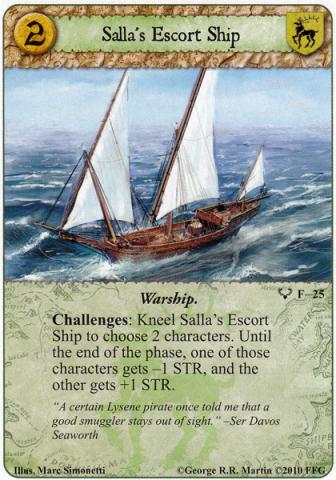 2
Salla's Escort Ship
Warship.
F–25
Challenges: Kneel Salla's Escort
Ship to choose 2 characters. Until
the end of the phase, one of those
characters gets –1 STR, and the
other gets +1 STR.
"A certain Lysene pirate once told me that a
good smuggler stays out of sight." –Ser Davos
Seaworth
Illus. Marc Simonetti ©George R.R. Martin ©2010 FFG